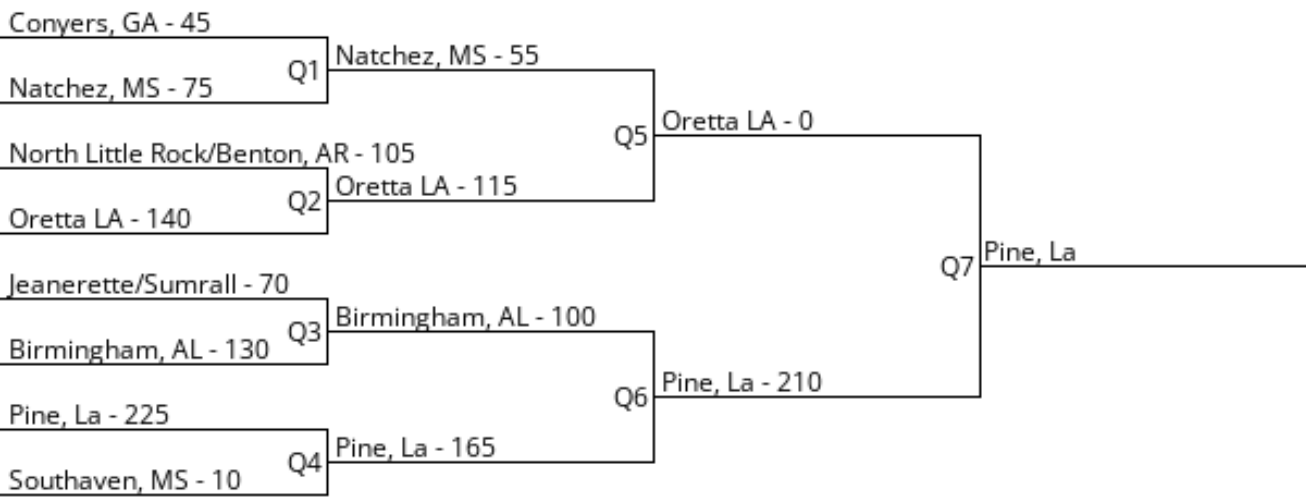 Conyers, GA - 45
Q1
Natchez, MS - 75
Natchez, MS - 55
North Little Rock/Benton, AR - 105
Q2
Oretta LA - 140
Oretta LA - 115
Q5
Oretta LA - 0
Jeanerette/Sumrall - 70
Q3
Birmingham, AL - 130
Birmingham, AL - 100
Pine, La - 225
Q4
Southaven, MS - 10
Pine, La - 165
Q6
Pine, La - 210
Q7
Pine, La